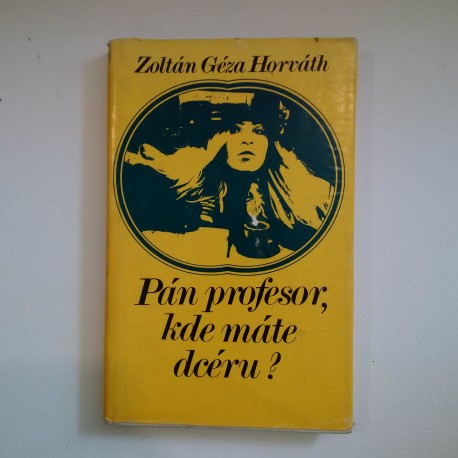 Zoltán Géza Horváth
Pán profesor,
kde máte
dcéru?